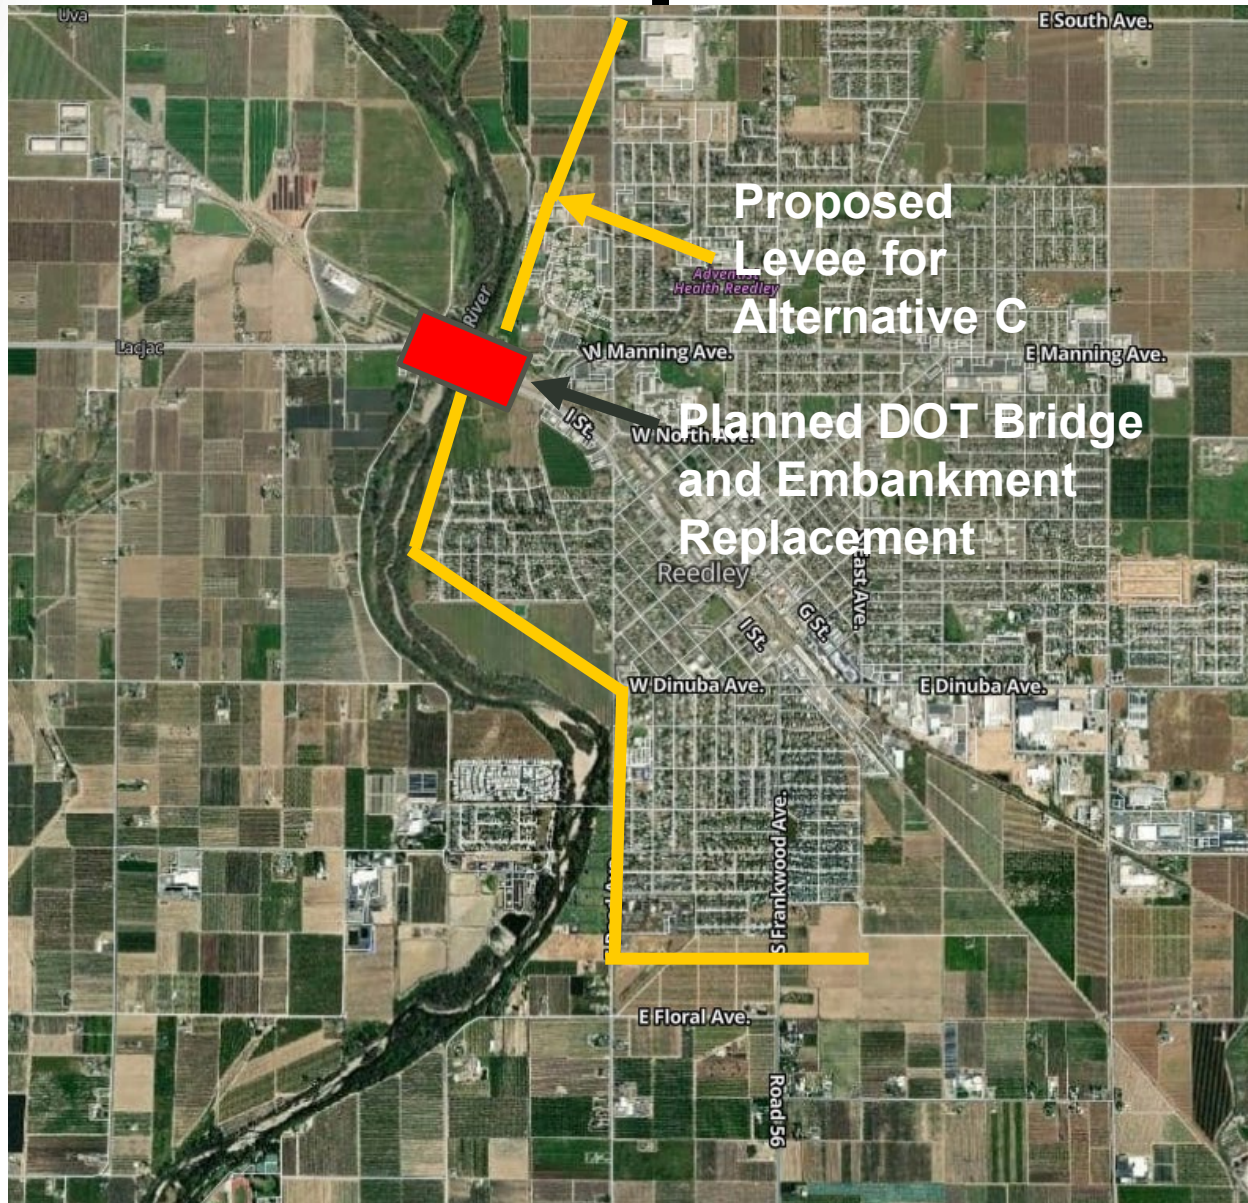 Uva
E South Ave.
Proposed
Levee for
Alternative C
Adventist
Health Reedley
River
Lacjac
W Manning Ave.
E Manning Ave.
I St.
W North Ave.
Planned DOT Bridge
and Embankment
Replacement
East Ave.
Reedley
G St.
I St.
W Dinuba Ave.
E Dinuba Ave.
S Frankwood Ave.
E Floral Ave.
Road 56